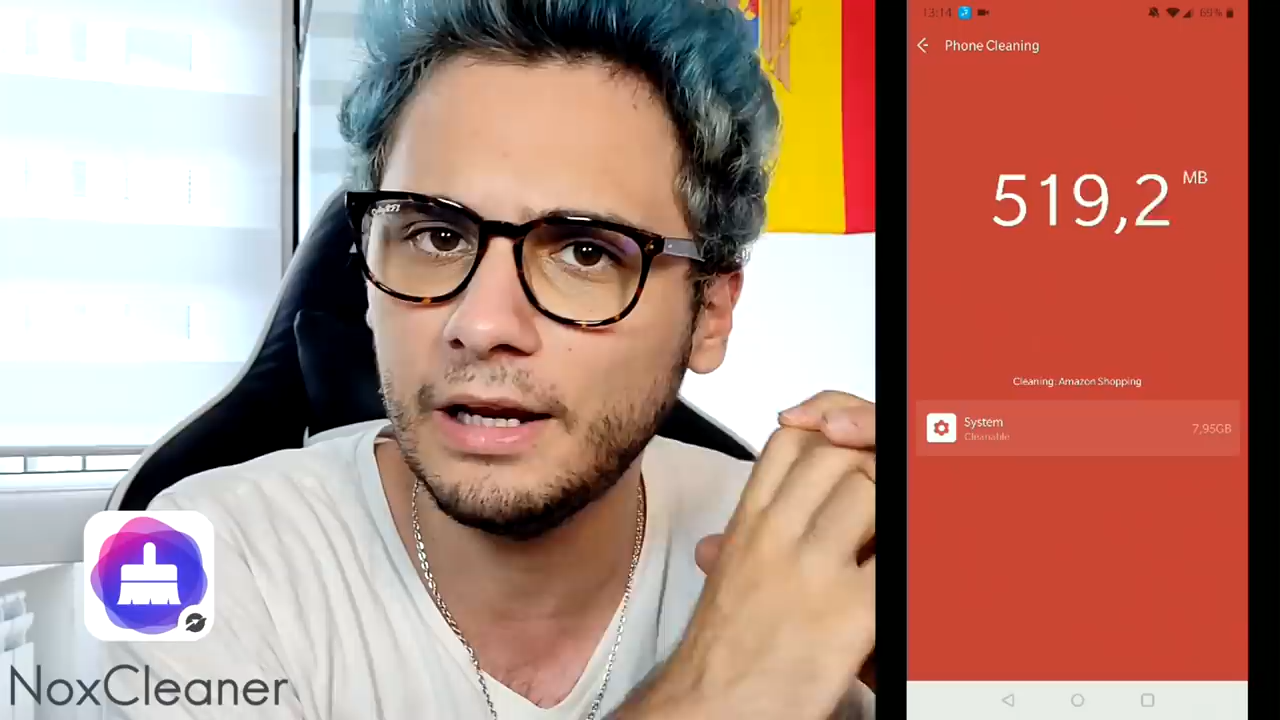 13:14
69%
Phone Cleaning
519,2 MB
Cleaning: Amazon Shopping
System
Cleanable
7,95GB
NoxCleaner